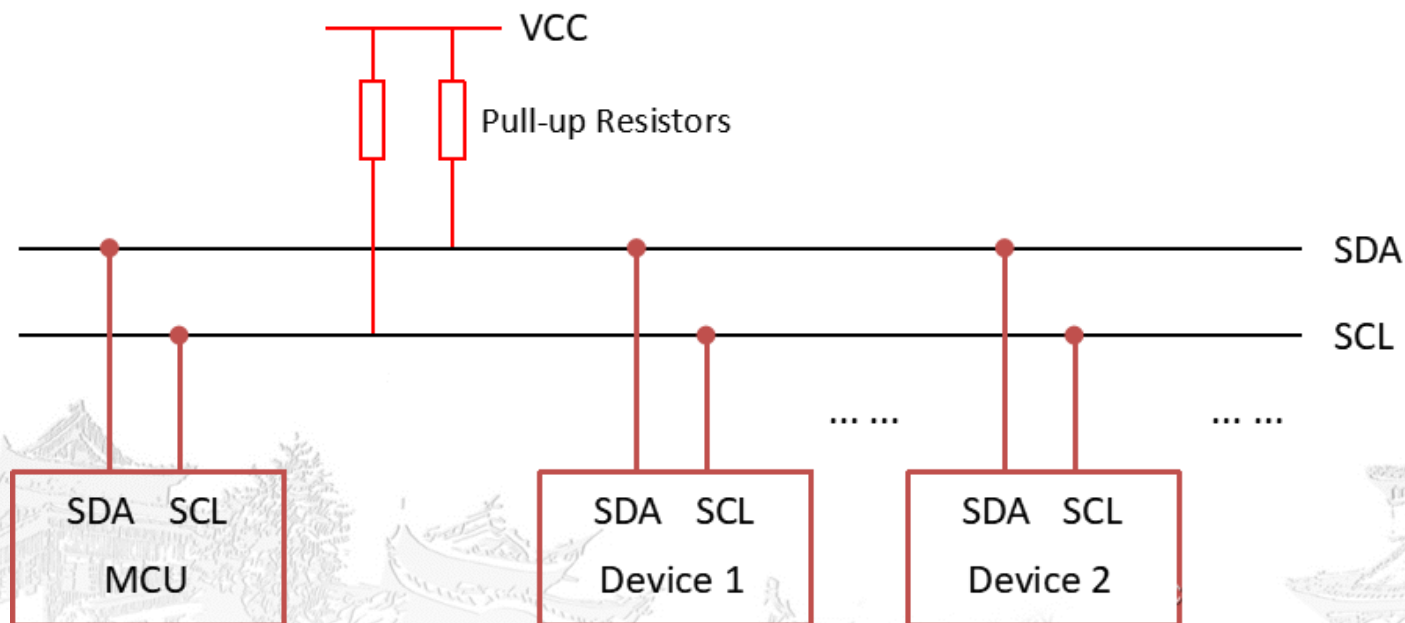 VCC
Pull-up Resistors
SDA
SCL
... ...
... ...
SDA SCL
MCU
SDA SCL
Device 1
SDA SCL
Device 2